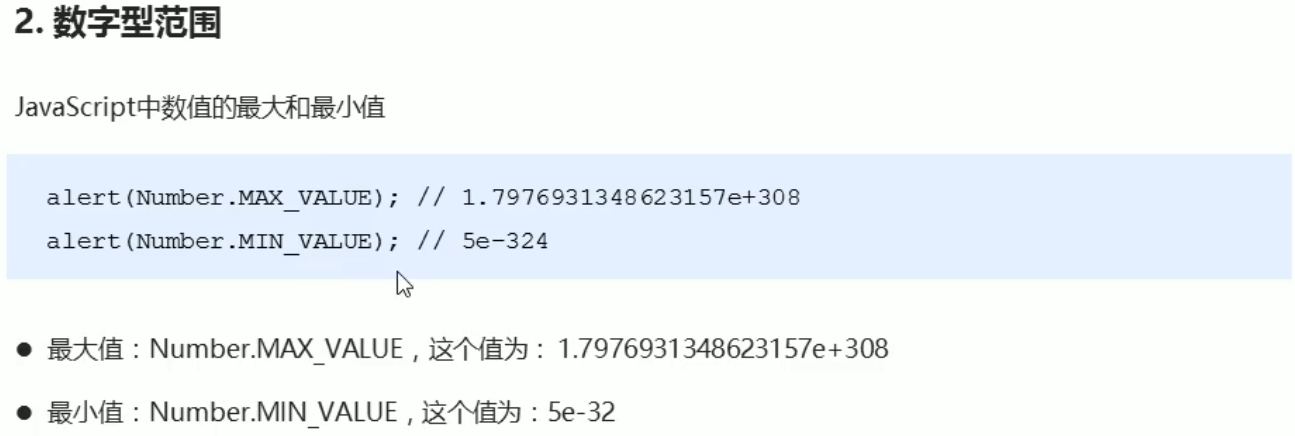 2. 数字型范围
JavaScript中数值的最大和最小值
alert(Number.MAX_VALUE); // 1.7976931348623157e+308
alert(Number.MIN_VALUE); // 5e-324
● 最大值：Number.MAX_VALUE，这个值为： 1.7976931348623157e+308
● 最小值：Number.MIN_VALUE，这个值为：5e-32